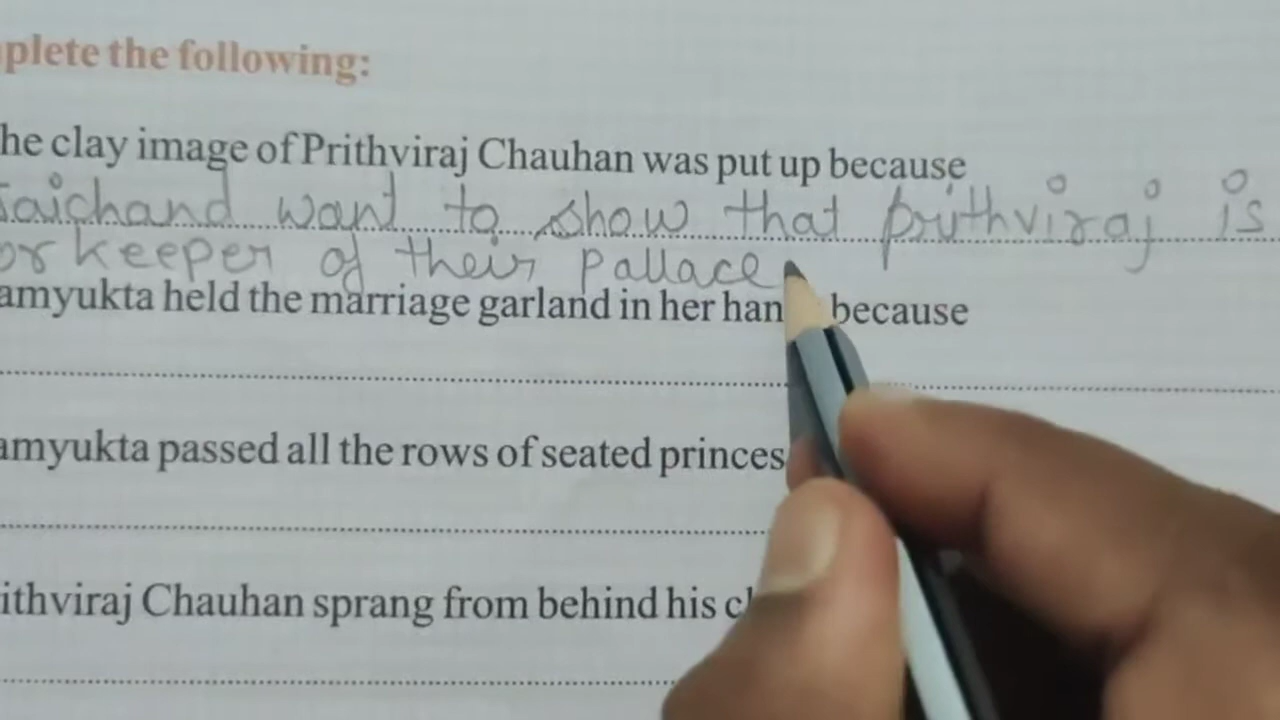 plete the following:
he clay image of Prithviraj Chauhan was put up because
Jaichand want to show that prithviraj is
or keeper of their pallace
amyukta held the marriage garland in her han because
amyukta passed all the rows of seated princes
ithviraj Chauhan sprang from behind his cl